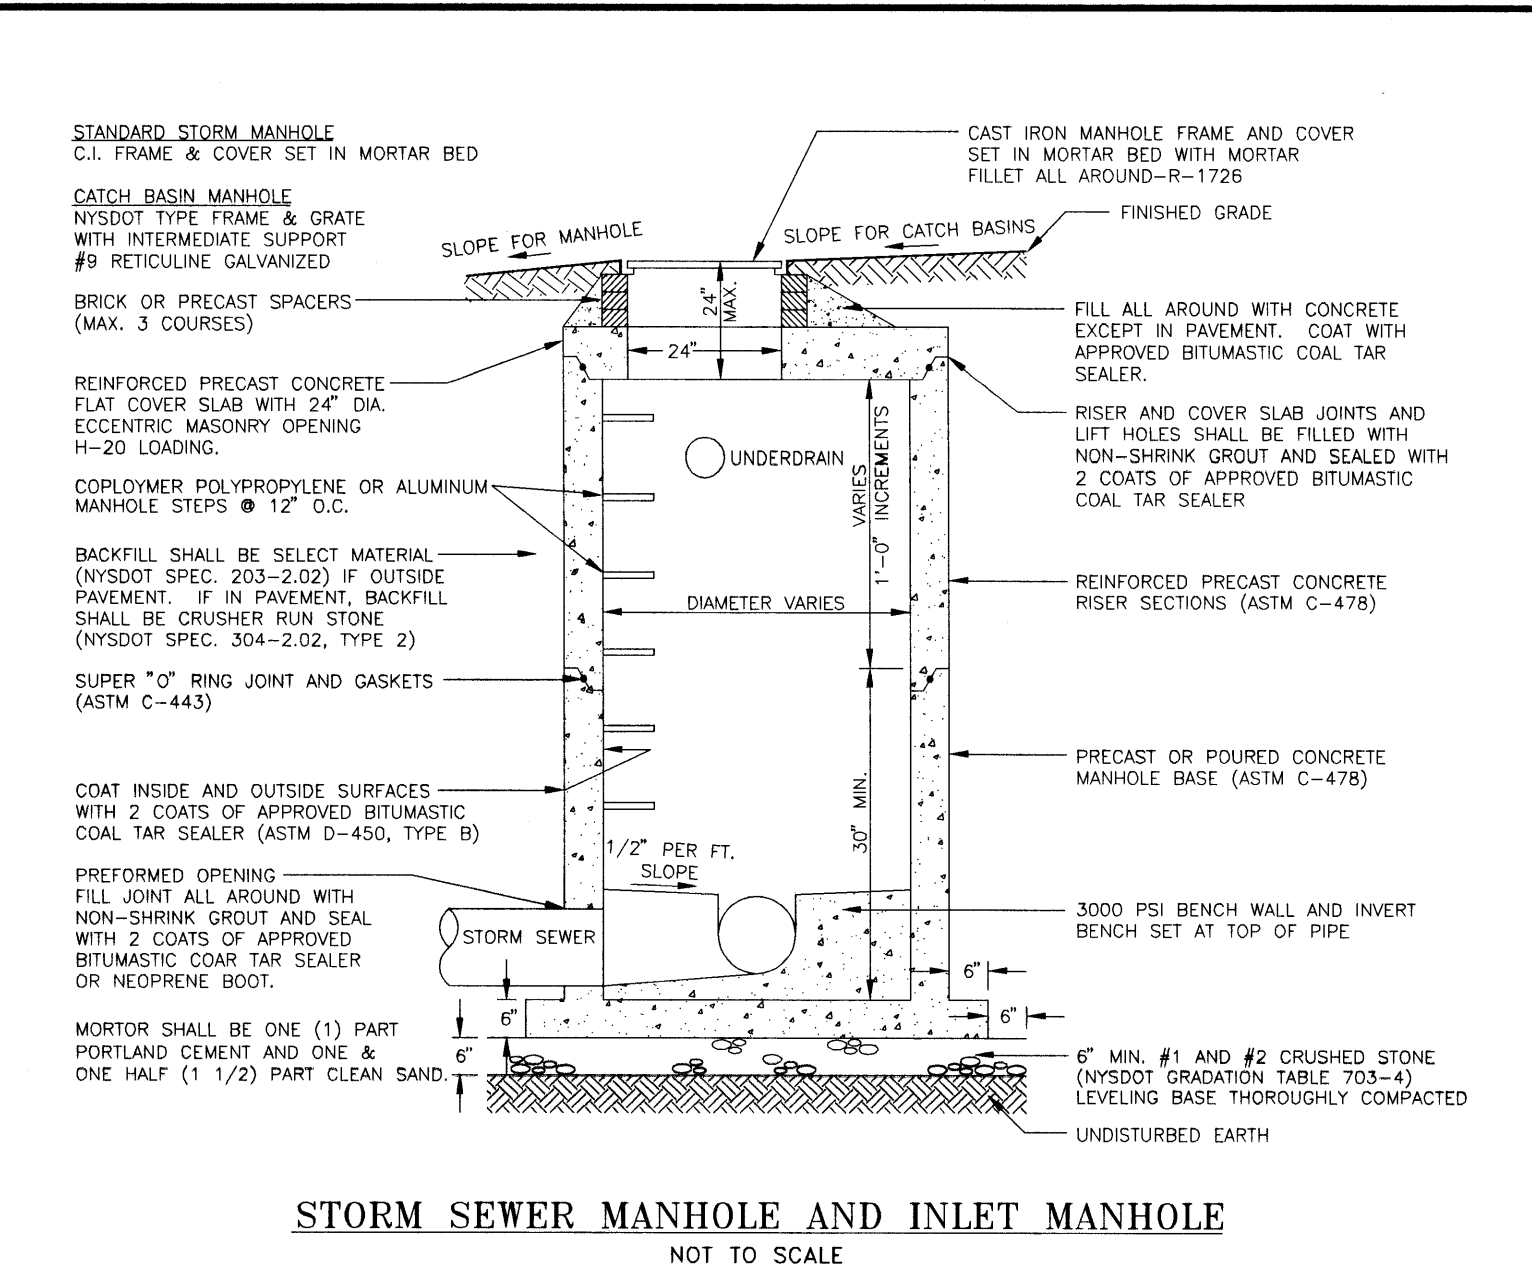 STANDARD STORM MANHOLE
C.I. FRAME & COVER SET IN MORTAR BED
CATCH BASIN MANHOLE
NYSDOT TYPE FRAME & GRATE
WITH INTERMEDIATE SUPPORT
#9 RETICULINE GALVANIZED
BRICK OR PRECAST SPACERS
(MAX. 3 COURSES)
REINFORCED PRECAST CONCRETE
FLAT COVER SLAB WITH 24" DIA.
ECCENTRIC MASONRY OPENING
H-20 LOADING.
COPLOYMER POLYPROPYLENE OR ALUMINUM
MANHOLE STEPS @ 12" O.C.
BACKFILL SHALL BE SELECT MATERIAL
(NYSDOT SPEC. 203-2.02) IF OUTSIDE
PAVEMENT. IF IN PAVEMENT, BACKFILL
SHALL BE CRUSHER RUN STONE
(NYSDOT SPEC. 304-2.02, TYPE 2)
SUPER "O" RING JOINT AND GASKETS
(ASTM C-443)
COAT INSIDE AND OUTSIDE SURFACES
WITH 2 COATS OF APPROVED BITUMASTIC
COAL TAR SEALER (ASTM D-450, TYPE B)
PREFORMED OPENING
FILL JOINT ALL AROUND WITH
NON-SHRINK GROUT AND SEAL
WITH 2 COATS OF APPROVED
BITUMASTIC COAR TAR SEALER
OR NEOPRENE BOOT.
MORTOR SHALL BE ONE (1) PART
PORTLAND CEMENT AND ONE &
ONE HALF (1 1/2) PART CLEAN SAND.
SLOPE FOR MANHOLE
SLOPE FOR CATCH BASINS
24" MAX.
24"
UNDERDRAIN
VARIES
1'-0" INCREMENTS
DIAMETER VARIES
30" MIN.
1/2" PER FT.
SLOPE
STORM SEWER
6"
6"
6"
6"
CAST IRON MANHOLE FRAME AND COVER
SET IN MORTAR BED WITH MORTAR
FILLET ALL AROUND-R-1726
FINISHED GRADE
FILL ALL AROUND WITH CONCRETE
EXCEPT IN PAVEMENT. COAT WITH
APPROVED BITUMASTIC COAL TAR
SEALER.
RISER AND COVER SLAB JOINTS AND
LIFT HOLES SHALL BE FILLED WITH
NON-SHRINK GROUT AND SEALED WITH
2 COATS OF APPROVED BITUMASTIC
COAL TAR SEALER
REINFORCED PRECAST CONCRETE
RISER SECTIONS (ASTM C-478)
PRECAST OR POURED CONCRETE
MANHOLE BASE (ASTM C-478)
3000 PSI BENCH WALL AND INVERT
BENCH SET AT TOP OF PIPE
6" MIN. #1 AND #2 CRUSHED STONE
(NYSDOT GRADATION TABLE 703-4)
LEVELING BASE THOROUGHLY COMPACTED
UNDISTURBED EARTH
STORM SEWER MANHOLE AND INLET MANHOLE
NOT TO SCALE